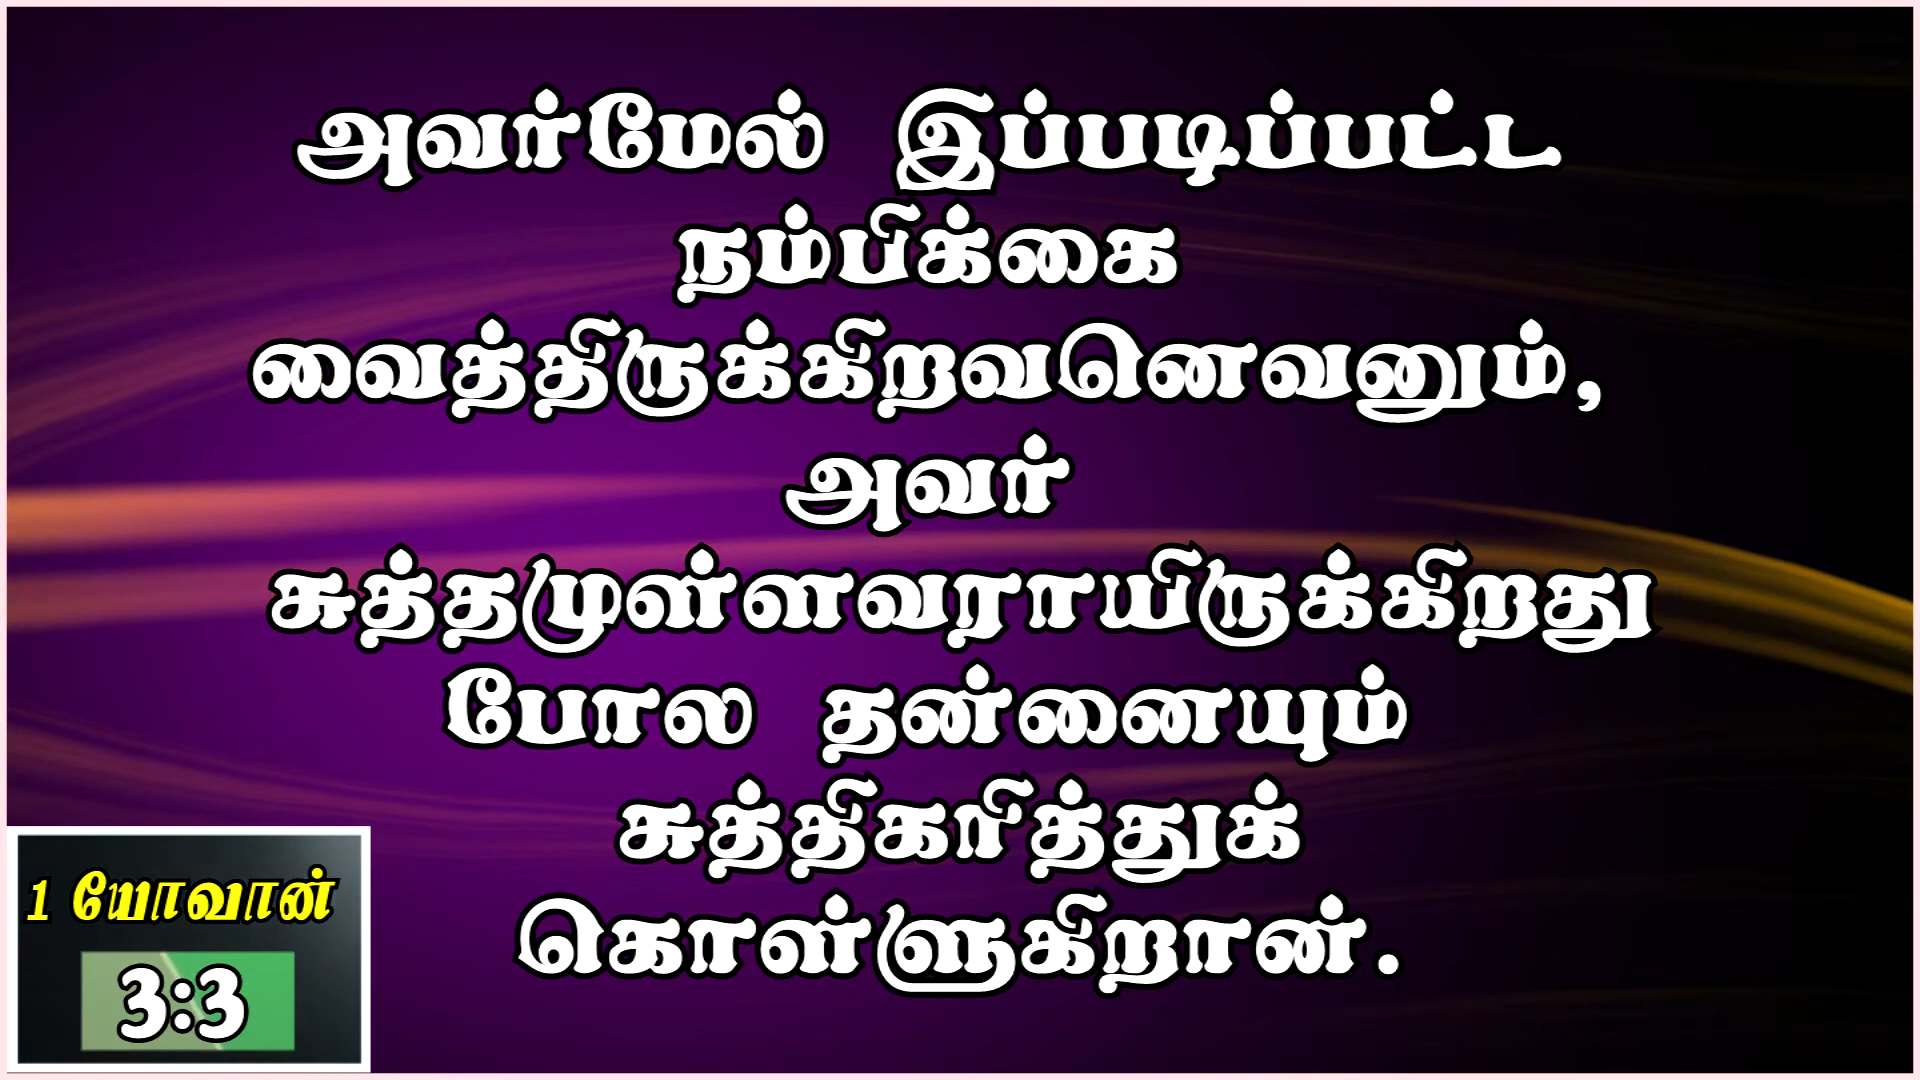 அவர்மேல் இப்படிப்பட்ட
நம்பிக்கை
வைத்திருக்கிறவனெவனும்,
அவர்
சுத்தமுள்ளவராயிருக்கிறது
போல தன்னையும்
சுத்திகரித்துக்
கொள்ளுகிறான்.
1 யோவான்
3:3